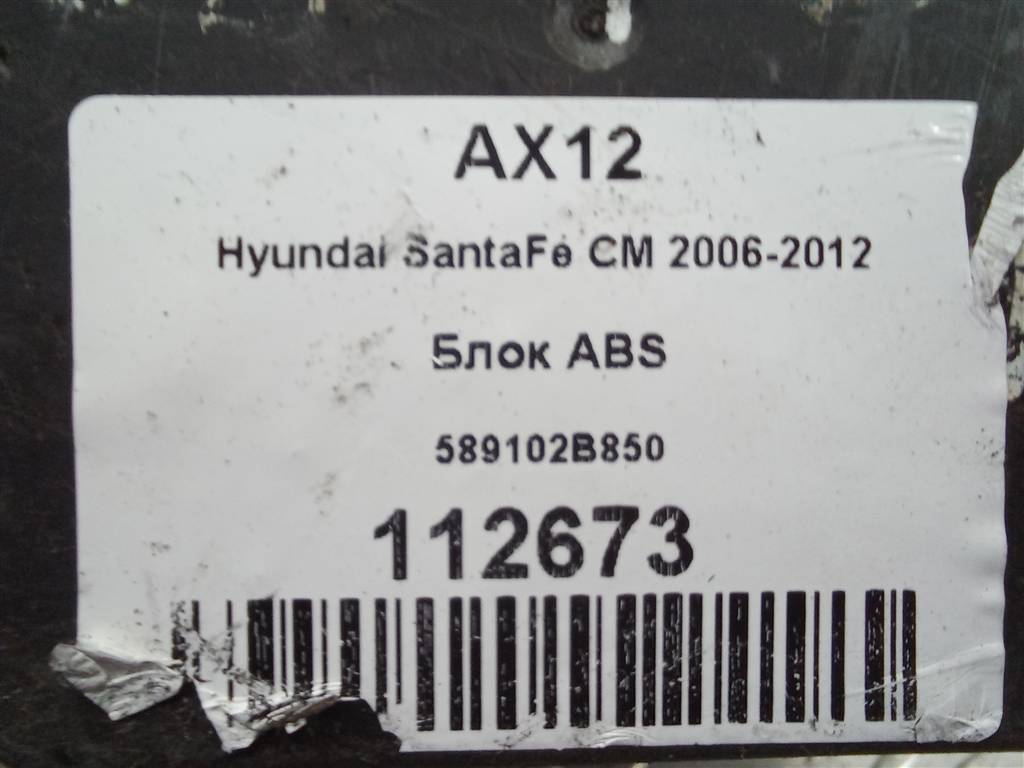 AX12
Hyundai SantaFe CM 2006-2012
Блок ABS
589102B850
112673